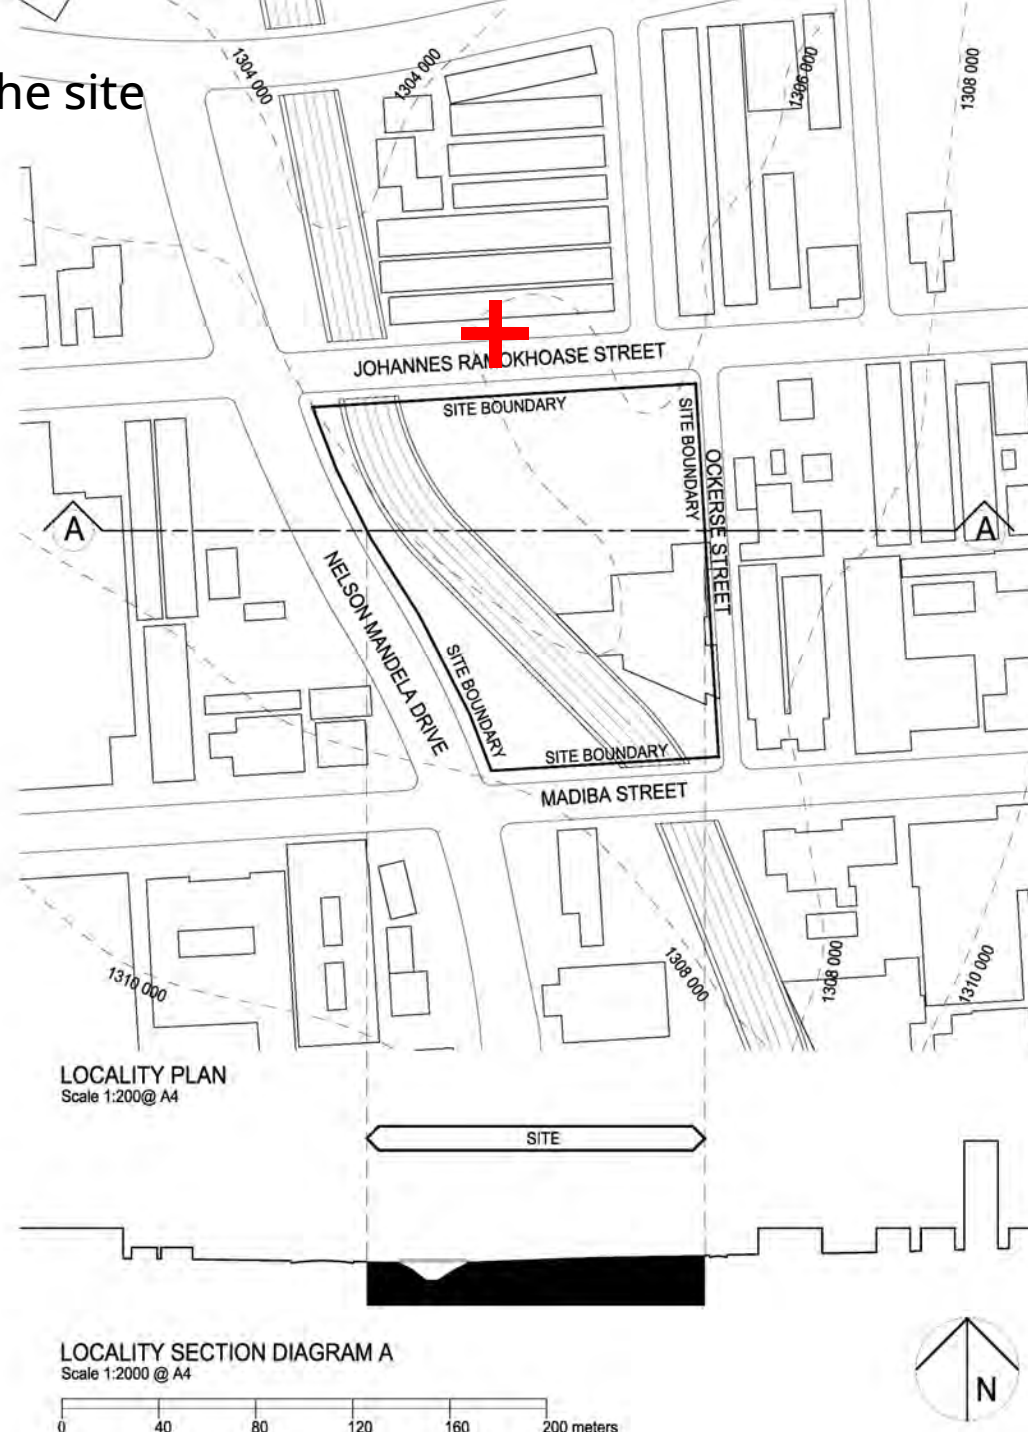 he site
1304 000
1304 000
1306 000
1308 000
JOHANNES RAMOKHOASE STREET
SITE BOUNDARY
SITE BOUNDARY
OCKERSE STREET
A
A
NELSON MANDELA DRIVE
SITE BOUNDARY
SITE BOUNDARY
MADIBA STREET
1310 000
1308 000
1308 000
1310 000
LOCALITY PLAN
Scale 1:200@ A4
SITE
LOCALITY SECTION DIAGRAM A
Scale 1:2000 @ A4
N
0 40 80 120 160 200 meters